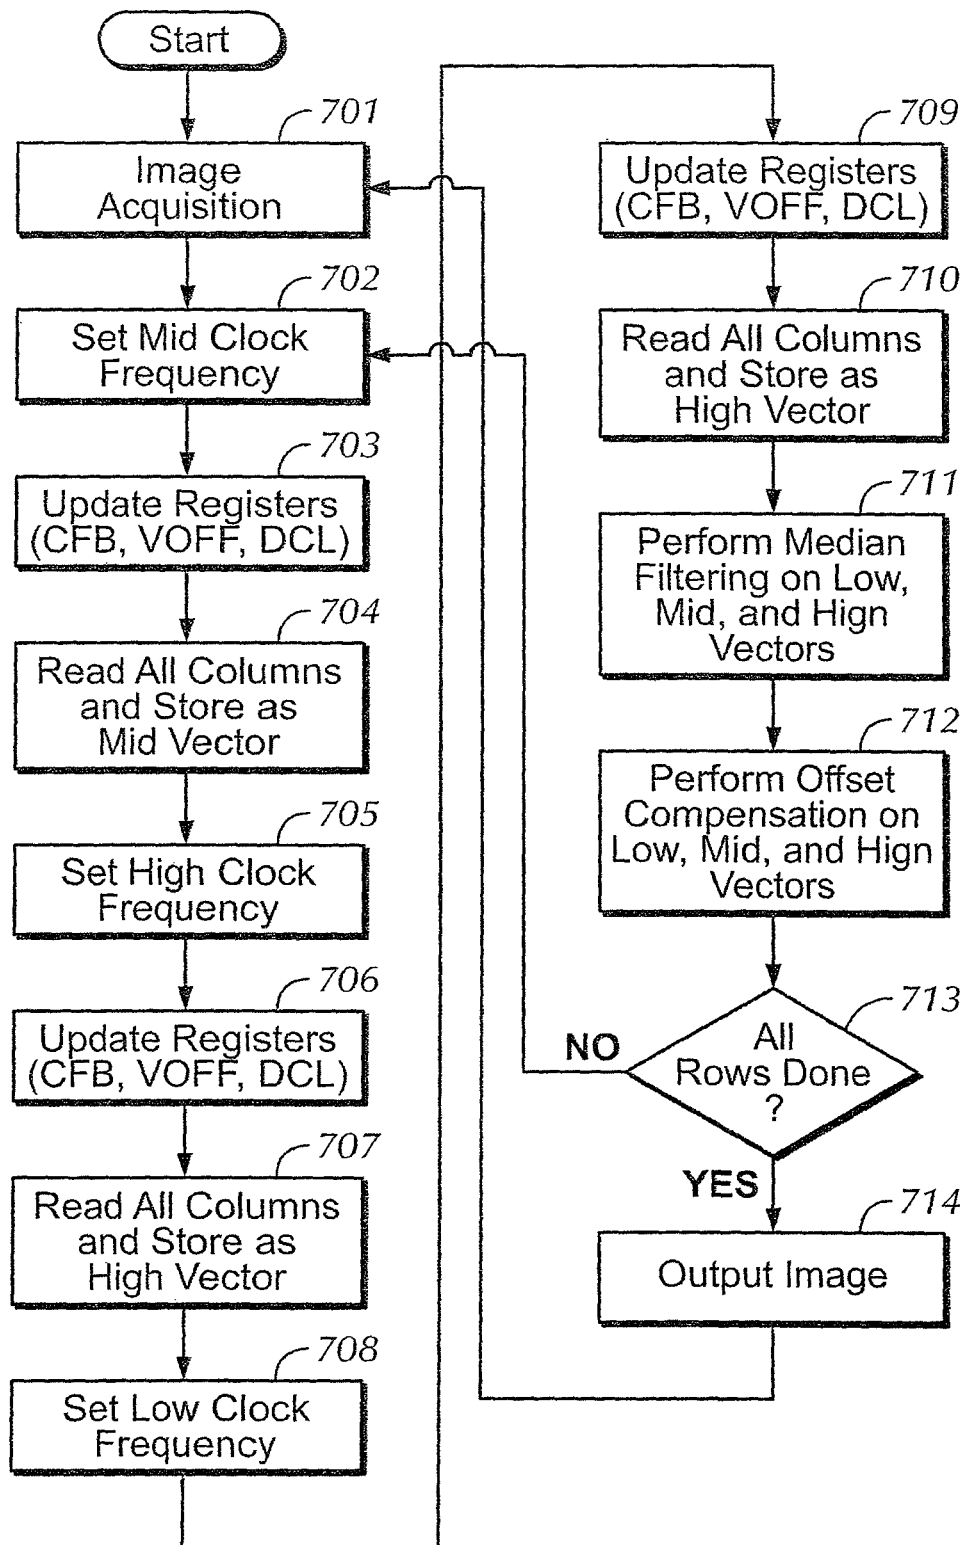 Start
701
Image
Acquisition
702
Set Mid Clock
Frequency
703
Update Registers
(CFB, VOFF, DCL)
704
Read All Columns
and Store as
Mid Vector
705
Set High Clock
Frequency
706
Update Registers
(CFB, VOFF, DCL)
707
Read All Columns
and Store as
High Vector
708
Set Low Clock
Frequency
709
Update Registers
(CFB, VOFF, DCL)
710
Read All Columns
and Store as
High Vector
711
Perform Median
Filtering on Low,
Mid, and Hign
Vectors
712
Perform Offset
Compensation on
Low, Mid, and Hign
Vectors
713
All
Rows Done
?
NO
YES
714
Output Image